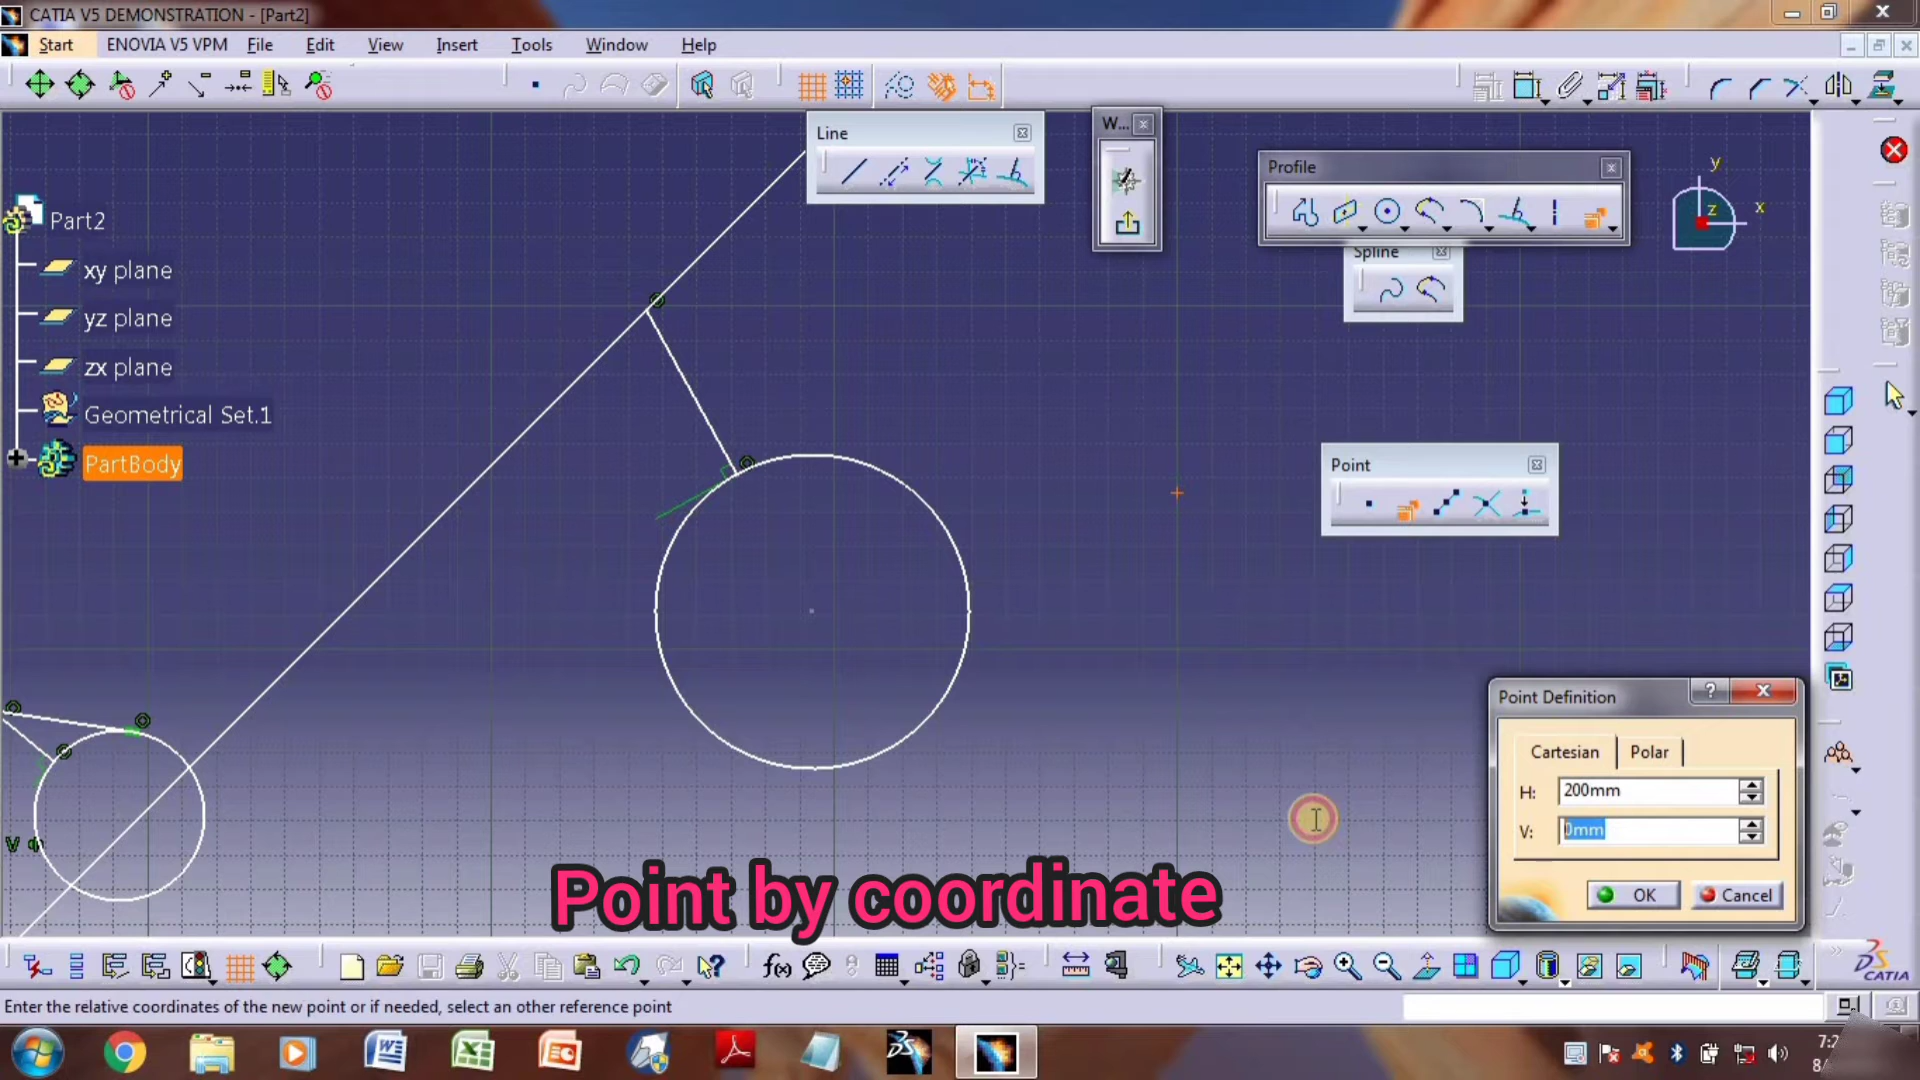 CATIA V5 DEMONSTRATION - [Part2]
Start ENOVIA V5 VPM File Edit View Insert Tools Window Help
Line
W...
Profile
Spline
y
z
x
Part2
xy plane
yz plane
zx plane
Geometrical Set.1
PartBody
Point
Point Definition
Cartesian Polar
H: 200mm
V: 0mm
OK Cancel
V
Point by coordinate
f(x)
CATIA
Enter the relative coordinates of the new point or if needed, select an other reference point
7:2
8/